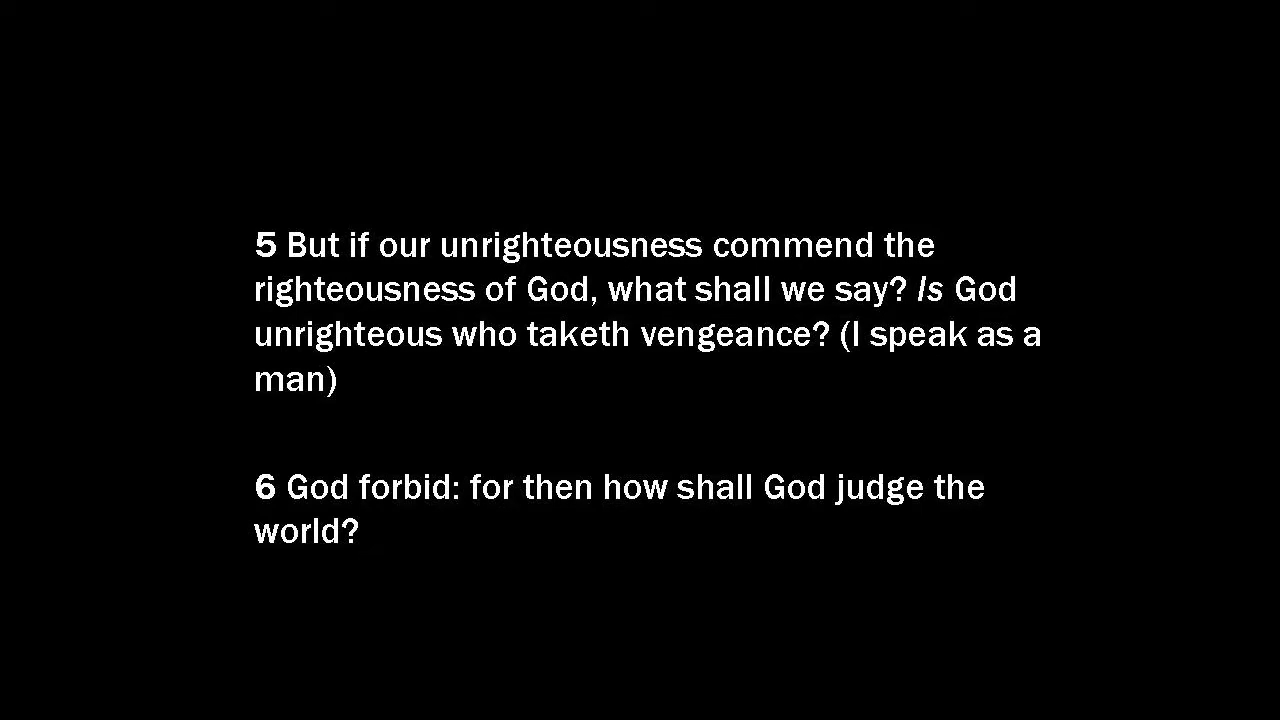 5 But if our unrighteousness commend the
righteousness of God, what shall we say? Is God
unrighteous who taketh vengeance? (I speak as a
man)
6 God forbid: for then how shall God judge the
world?